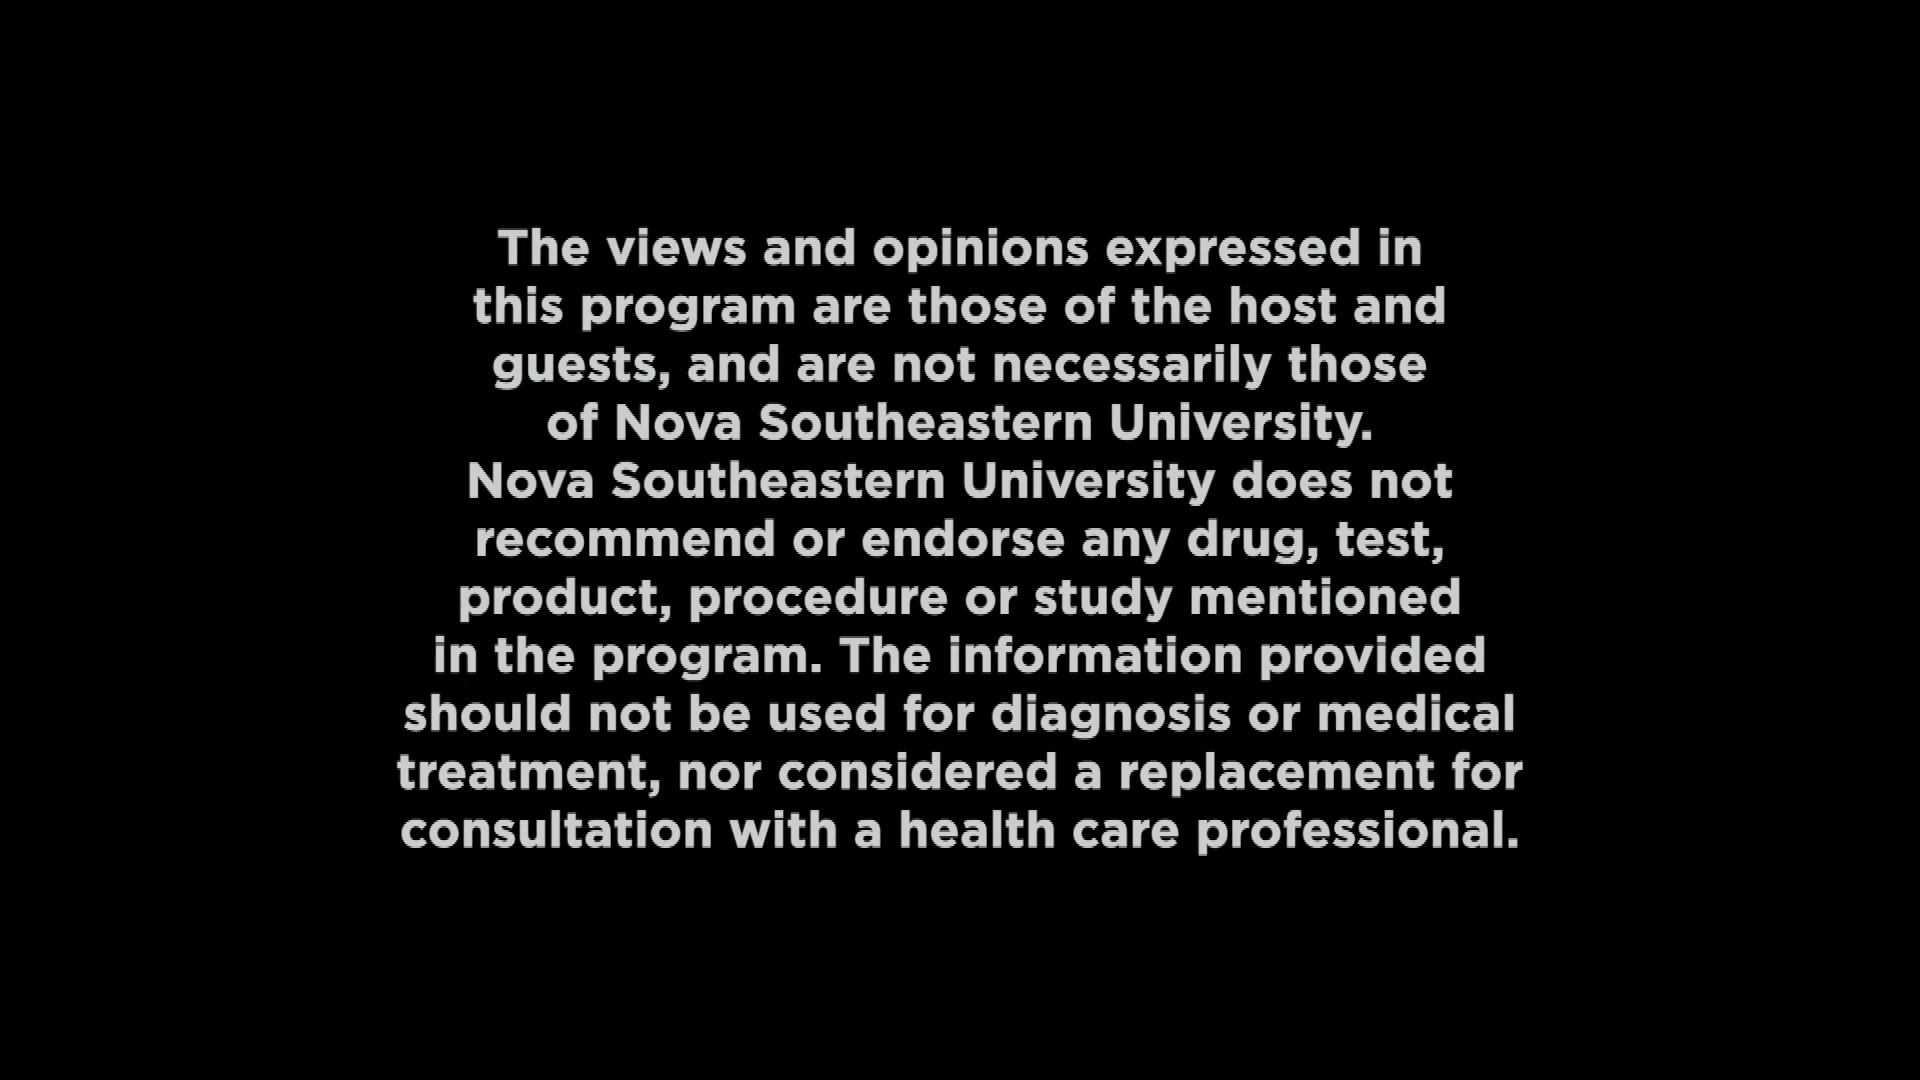 The views and opinions expressed in
this program are those of the host and
guests, and are not necessarily those
of Nova Southeastern University.
Nova Southeastern University does not
recommend or endorse any drug, test,
product, procedure or study mentioned
in the program. The information provided
should not be used for diagnosis or medical
treatment, nor considered a replacement for
consultation with a health care professional.